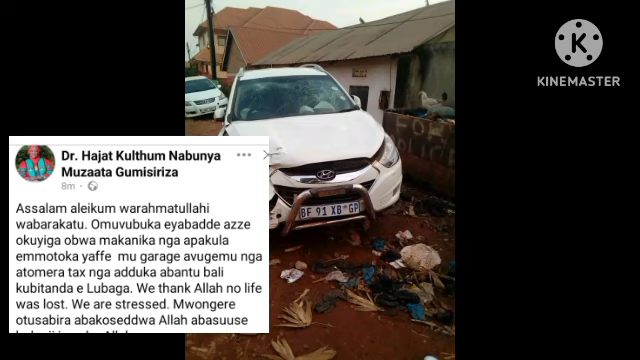 KINEMASTER
Dr. Hajat Kulthum Nabunya
Muzaata Gumisiriza
8m
Assalam aleikum warahmatullahi
wabarakatu. Omuvubuka eyabadde azze
okuyiga obwa makanika nga apakula
emmotoka yaffe mu garage avugemu nga
atomera tax nga adduka abantu bali
kubitanda e Lubaga. We thank Allah no life
was lost. We are stressed. Mwongere
otusabira abakoseddwa Allah abasuuse
BF 91 XB GP